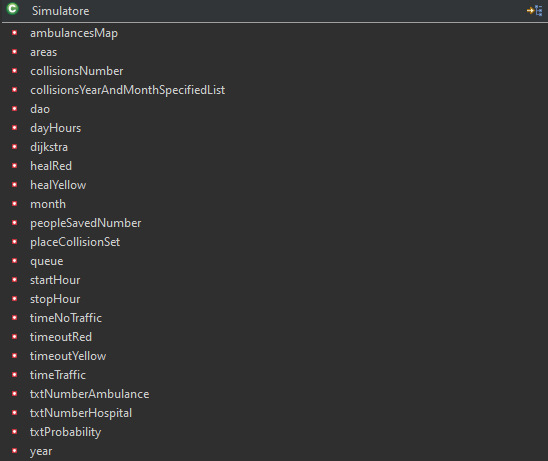 Simulatore
ambulancesMap
areas
collisionsNumber
collisionsYearAndMonthSpecifiedList
dao
dayHours
dijkstra
healRed
healYellow
month
peopleSavedNumber
placeCollisionSet
queue
startHour
stopHour
timeNoTraffic
timeoutRed
timeoutYellow
timeTraffic
txtNumberAmbulance
txtNumberHospital
txtProbability
year